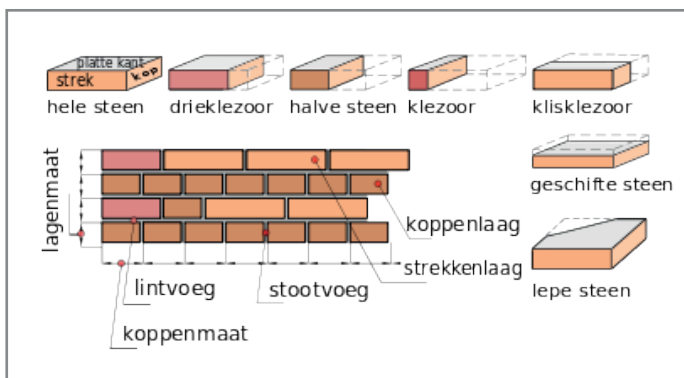 platte kant
strek
kop
hele steen
drieklezoor
halve steen
klezoor
klisklezoor
geschifte steen
lepe steen
lagenmaat
koppenlaag
strekkenlaag
lintvoeg
stootvoeg
koppenmaat